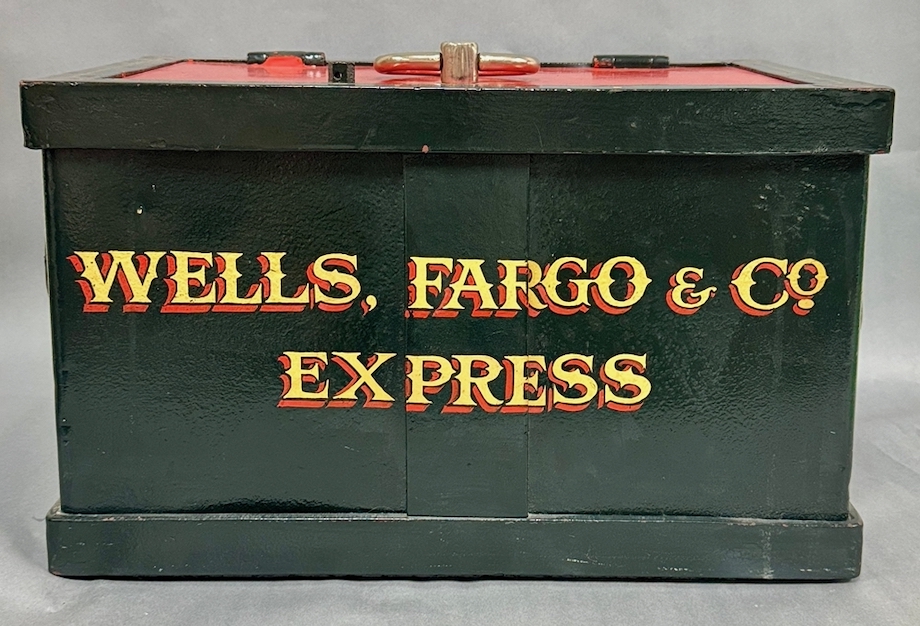 WELLS, FARGO & Cº
EXPRESS